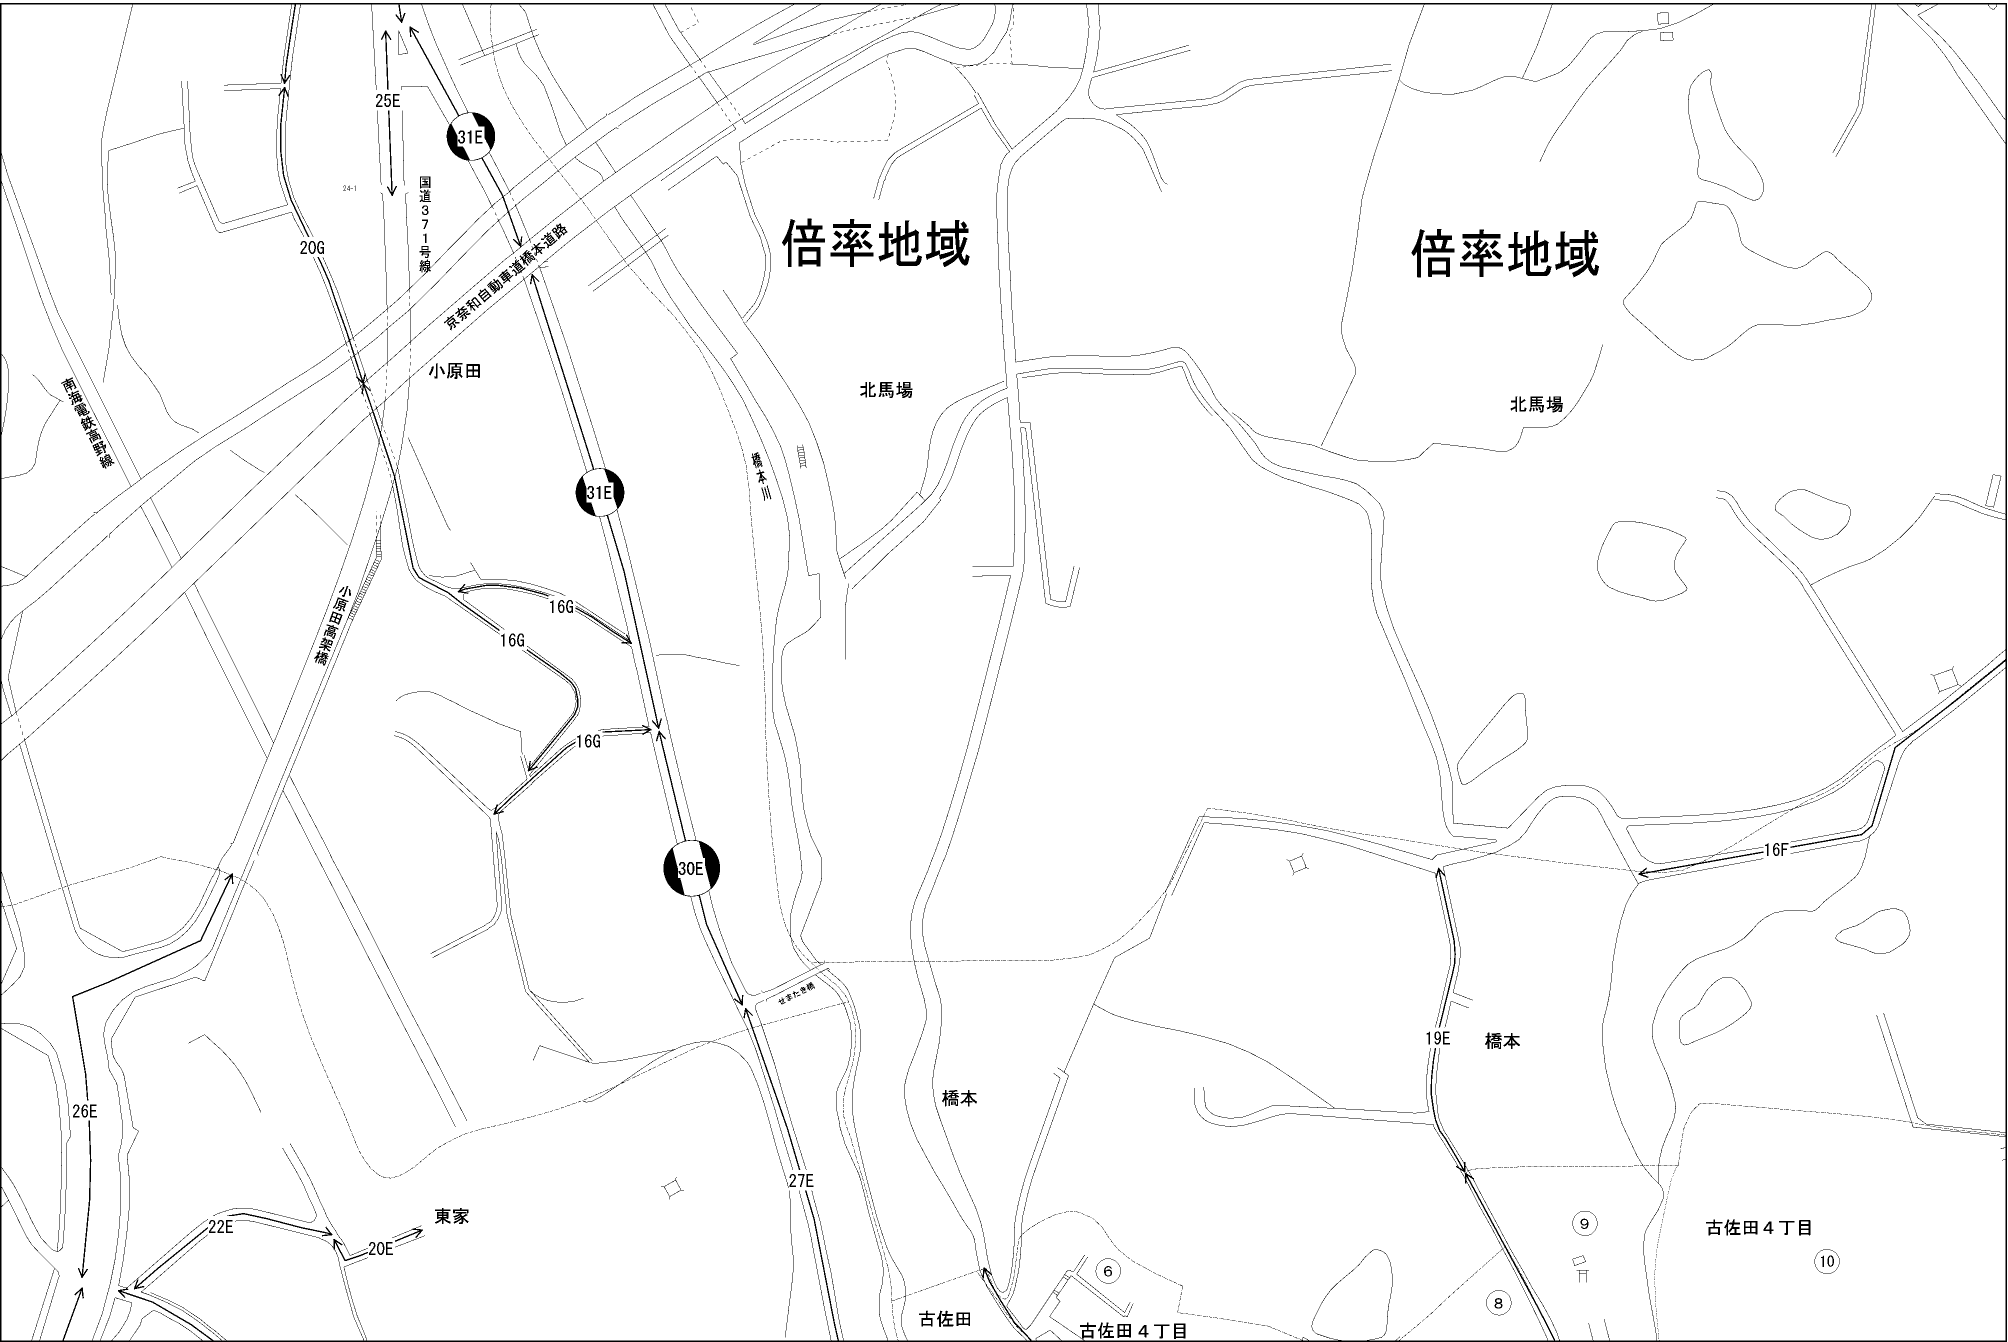 25E
31E
24-1
国道371号線
20G
倍率地域
倍率地域
京奈和自動車道橋本道路
小原田
北馬場
北馬場
南海電鉄高野線
橋本川
31E
小原田高架橋
16G
16G
16G
16F
30E
せまたき橋
19E
橋本
橋本
26E
27E
22E
20E
東家
9
古佐田4丁目
10
6
8
古佐田
古佐田4丁目